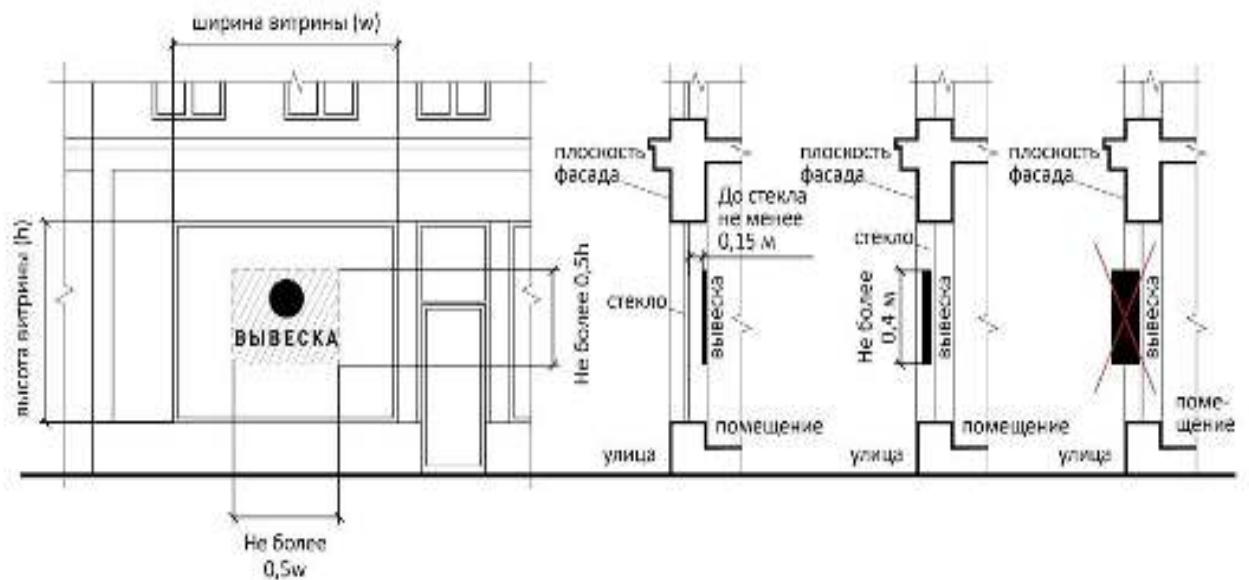 ширина витрины (w)
высота витрины (h)
ВЫВЕСКА
Не более 0,5h
Не более
0,5w
плоскость
фасада
До стекла
не менее
0,15 м
стекло
вывеска
помещение
улица
плоскость
фасада
стекло
Не более
0,4 м
вывеска
помещение
улица
плоскость
фасада
вывеска
поме-
щение
улица